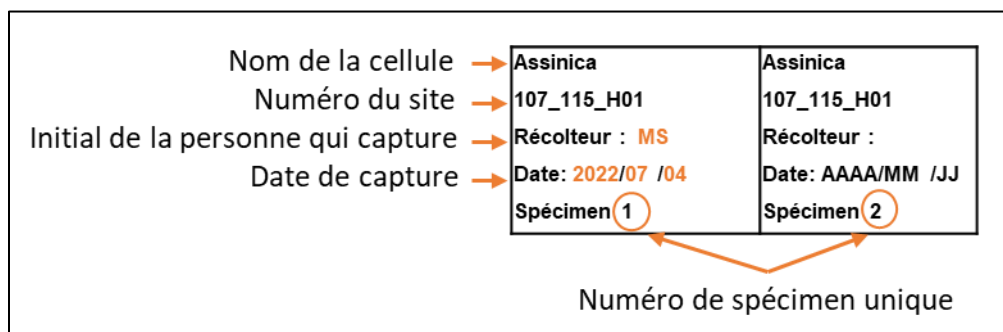 Nom de la cellule
Numéro du site
Initial de la personne qui capture
Date de capture
Assinica
107_115_H01
Récolteur : MS
Date: 2022/07 /04
Spécimen 1
Assinica
107_115_H01
Récolteur :
Date: AAAA/MM /JJ
Spécimen 2
Numéro de spécimen unique